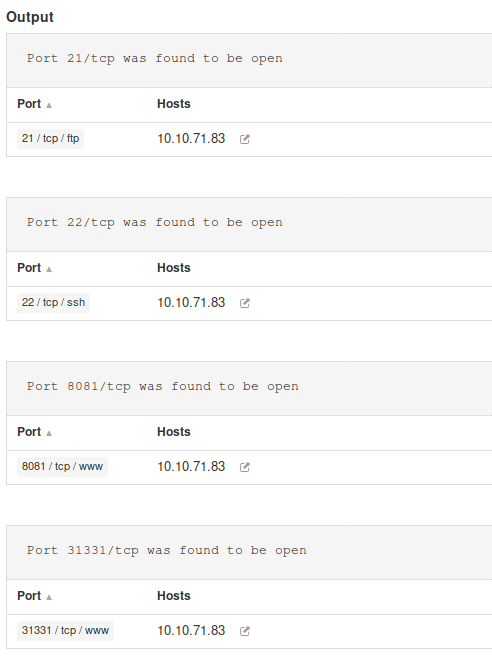 Output
Port 21/tcp was found to be open
Port ▲ Hosts
21 / tcp / ftp 10.10.71.83
Port 22/tcp was found to be open
Port ▲ Hosts
22 / tcp / ssh 10.10.71.83
Port 8081/tcp was found to be open
Port ▲ Hosts
8081 / tcp / www 10.10.71.83
Port 31331/tcp was found to be open
Port ▲ Hosts
31331 / tcp / www 10.10.71.83